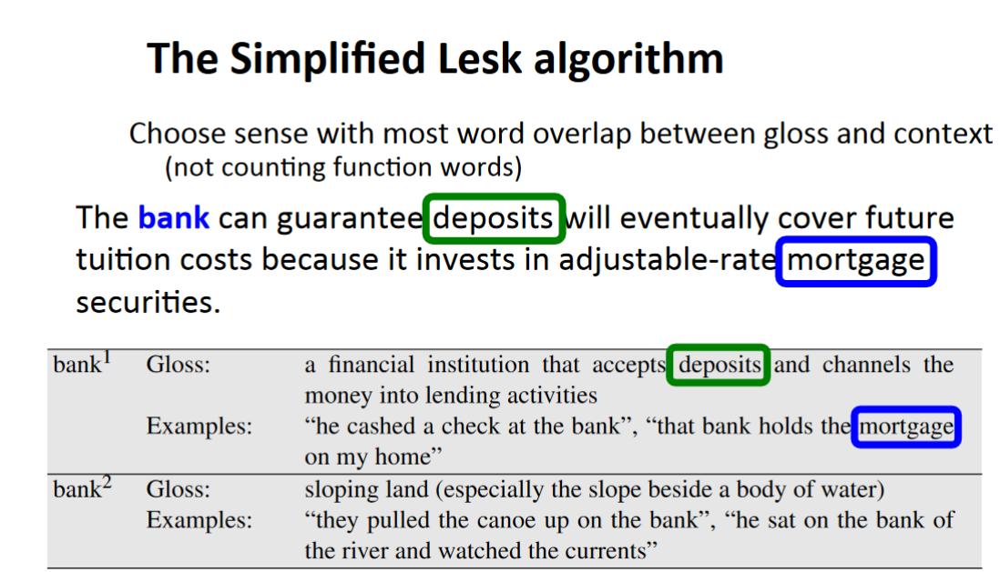 The Simplified Lesk algorithm
Choose sense with most word overlap between gloss and context
(not counting function words)
The bank can guarantee deposits will eventually cover future
tuition costs because it invests in adjustable-rate mortgage
securities.
bank1 Gloss: a financial institution that accepts deposits and channels the
money into lending activities
Examples: “he cashed a check at the bank”, “that bank holds the mortgage
on my home”
bank2 Gloss: sloping land (especially the slope beside a body of water)
Examples: “they pulled the canoe up on the bank”, “he sat on the bank of
the river and watched the currents”